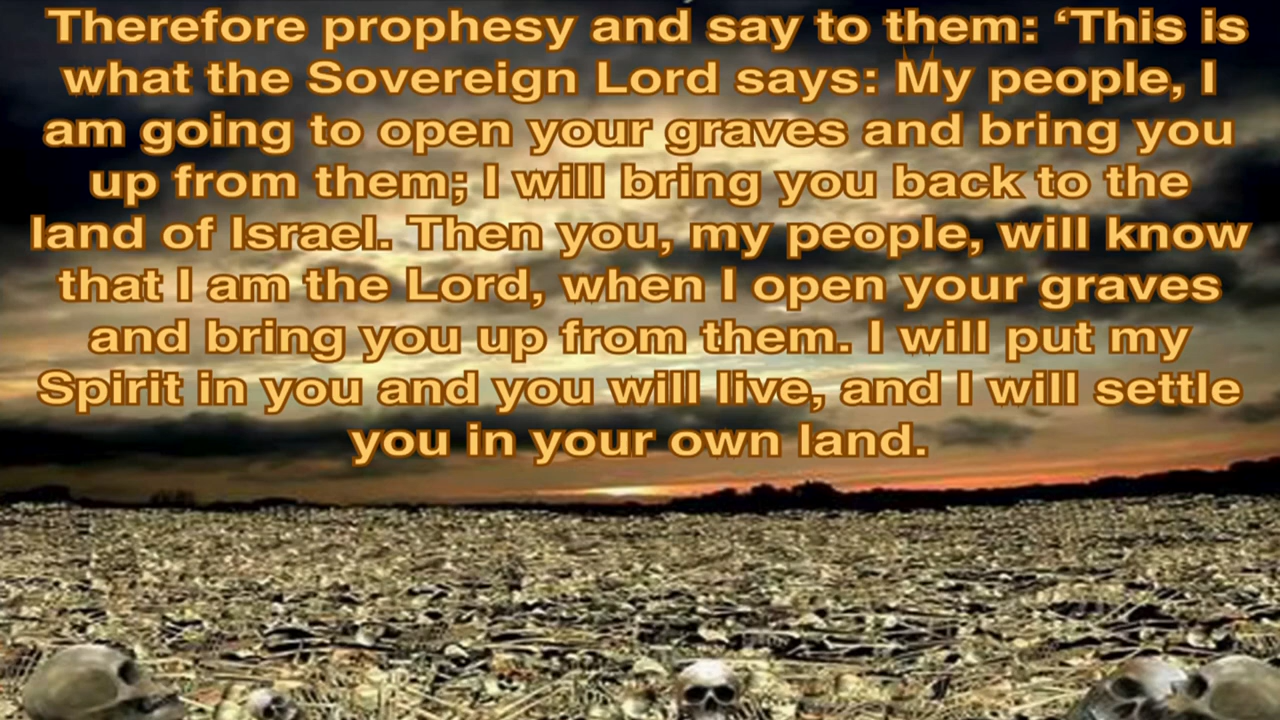 Therefore prophesy and say to them: ‘This is
what the Sovereign Lord says: My people, I
am going to open your graves and bring you
up from them; I will bring you back to the
land of Israel. Then you, my people, will know
that I am the Lord, when I open your graves
and bring you up from them. I will put my
Spirit in you and you will live, and I will settle
you in your own land.